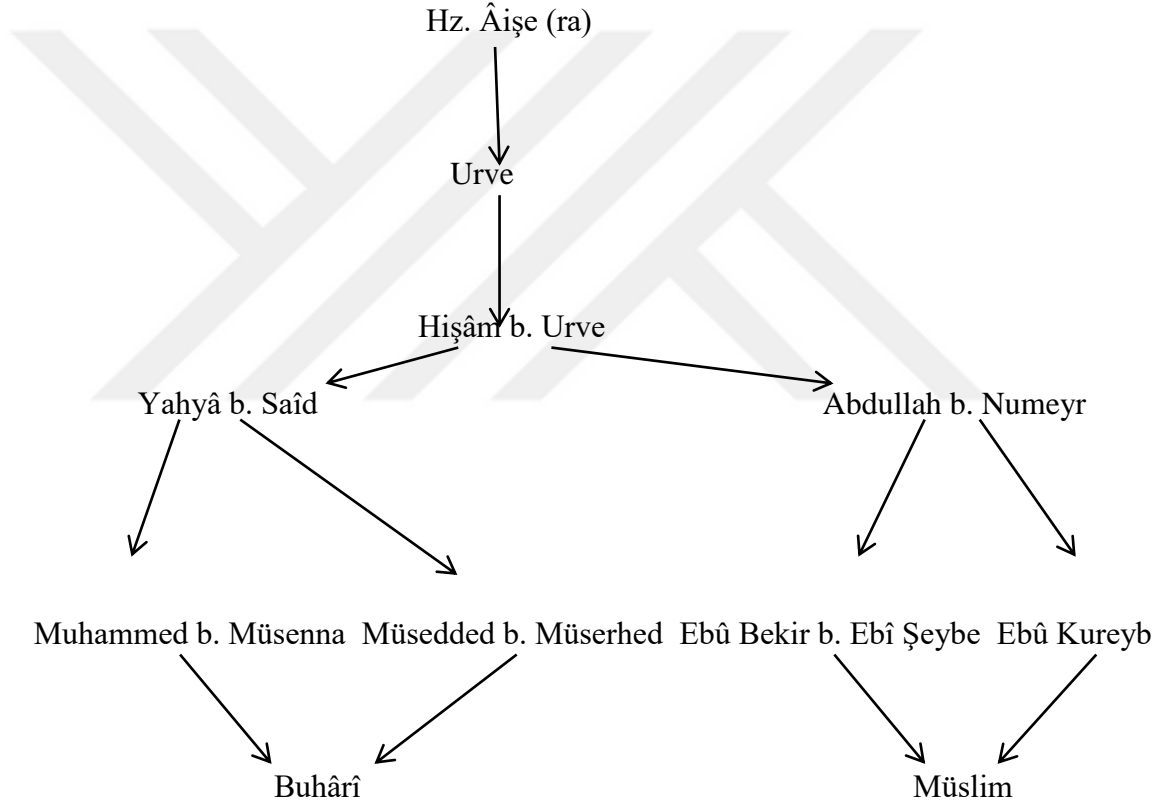 Hz. Âişe (ra)
Urve
Hişâm b. Urve
Yahyâ b. Saîd Abdullah b. Numeyr
Muhammed b. Müsenna Müsedded b. Müserhed Ebû Bekir b. Ebî Şeybe Ebû Kureyb
Buhârî Müslim